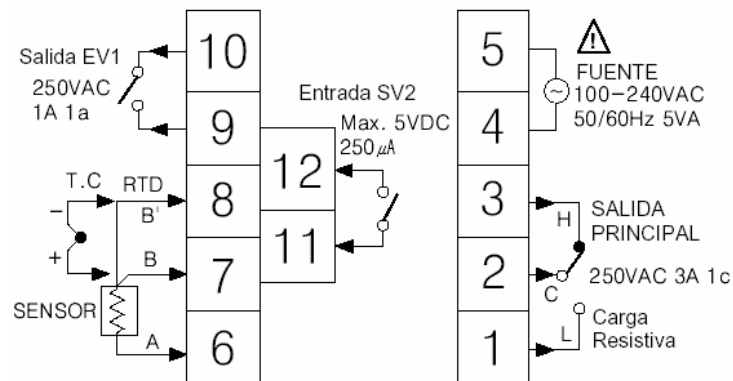 Salida EV1
250VAC
1A 1a
10
9
8
7
6
Entrada SV2
Max. 5VDC
250µA
12
11
T.C
RTD
B'
B
A
−
+
SENSOR
5
4
3
2
1
!
FUENTE
~
100−240VAC
50/60Hz 5VA
H
SALIDA
PRINCIPAL
250VAC 3A 1c
C
L
Carga
Resistiva